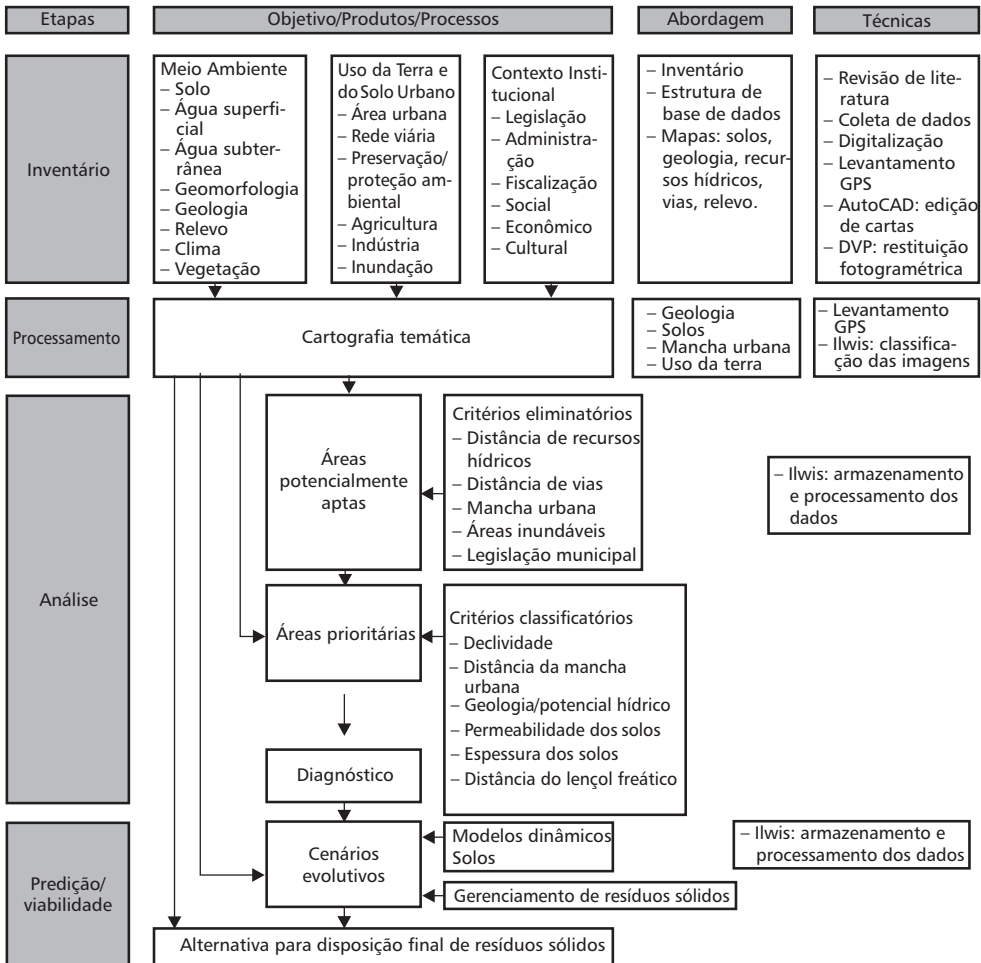 Etapas
Objetivo/Produtos/Processos
Abordagem
Técnicas
Inventário
Meio Ambiente
– Solo
– Água superfi-
cial
– Água subter-
rânea
– Geomorfologia
– Geologia
– Relevo
– Clima
– Vegetação
Uso da Terra e
do Solo Urbano
– Área urbana
– Rede viária
– Preservação/
proteção am-
biental
– Agricultura
– Indústria
– Inundação
Contexto Insti-
tucional
– Legislação
– Administra-
ção
– Fiscalização
– Social
– Econômico
– Cultural
– Inventário
– Estrutura de
base de dados
– Mapas: solos,
geologia, recur-
sos hídricos,
vias, relevo.
– Revisão de lite-
ratura
– Coleta de dados
– Digitalização
– Levantamento
GPS
– AutoCAD: edição
de cartas
– DVP: restituição
fotogramétrica
Processamento
Cartografia temática
– Geologia
– Solos
– Mancha urbana
– Uso da terra
– Levantamento
GPS
– Ilwis: classifica-
ção das imagens
Análise
Áreas
potencialmente
aptas
Critérios eliminatórios
– Distância de recursos
hídricos
– Distância de vias
– Mancha urbana
– Áreas inundáveis
– Legislação municipal
– Ilwis: armazenamento
e processamento dos
dados
Áreas prioritárias
Critérios classificatórios
– Declividade
– Distância da mancha
urbana
– Geologia/potencial hídrico
– Permeabilidade dos solos
– Espessura dos solos
– Distância do lençol freático
Diagnóstico
Predição/
viabilidade
Cenários
evolutivos
Modelos dinâmicos
Solos
Gerenciamento de resíduos sólidos
– Ilwis: armazenamento e
processamento dos dados
Alternativa para disposição final de resíduos sólidos